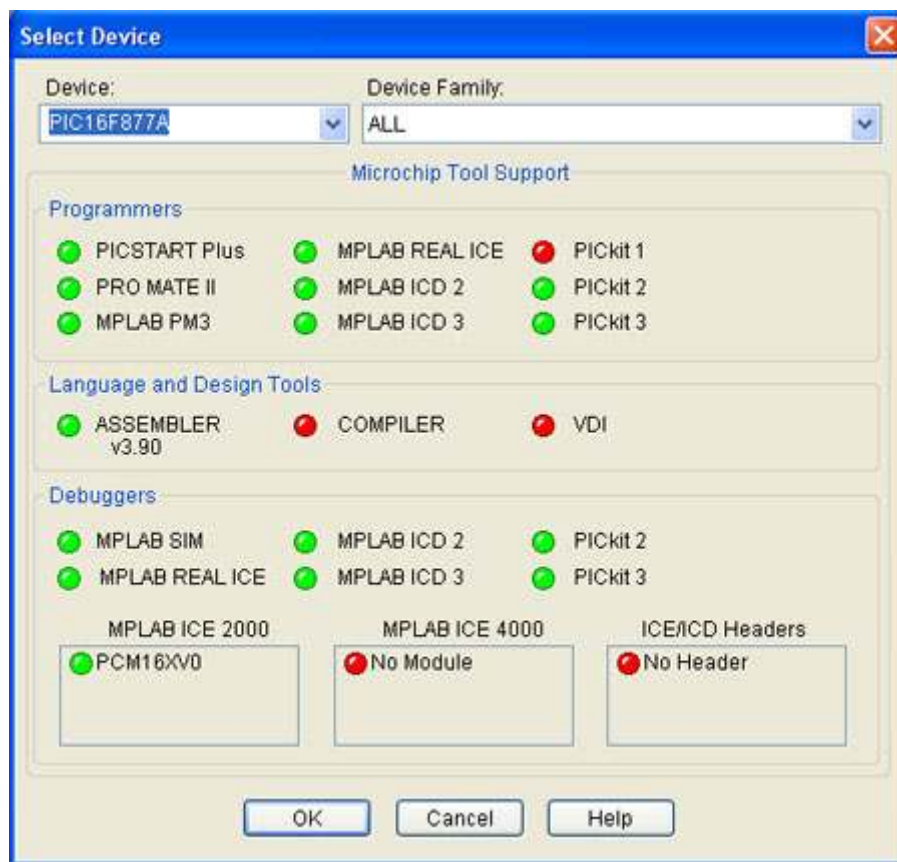 Select Device
Device: Device Family:
PIC16F877A ALL
Microchip Tool Support
Programmers
PICSTART Plus MPLAB REAL ICE PICkit 1
PRO MATE II MPLAB ICD 2 PICkit 2
MPLAB PM3 MPLAB ICD 3 PICkit 3
Language and Design Tools
ASSEMBLER COMPILER VDI
v3.90
Debuggers
MPLAB SIM MPLAB ICD 2 PICkit 2
MPLAB REAL ICE MPLAB ICD 3 PICkit 3
MPLAB ICE 2000 MPLAB ICE 4000 ICE/ICD Headers
PCM16XV0 No Module No Header
OK Cancel Help